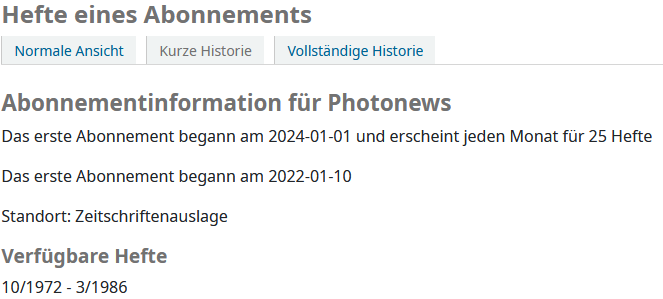 Hefte eines Abonnements
Normale Ansicht Kurze Historie Vollständige Historie
Abonnementinformation für Photonews
Das erste Abonnement begann am 2024-01-01 und erscheint jeden Monat für 25 Hefte
Das erste Abonnement begann am 2022-01-10
Standort: Zeitschriftenauslage
Verfügbare Hefte
10/1972 - 3/1986